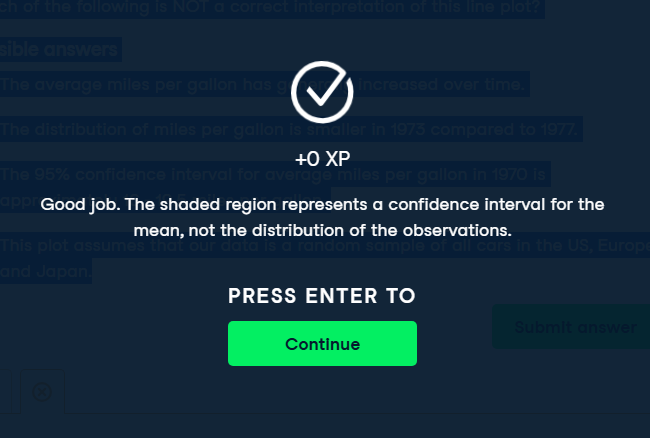 ch of the following is NOT a correct interpretation of this line plot?
sible answers
The average miles per gallon has g increased over time.
The distribution of miles per gallon is smaller in 1973 compared to 1977.
+0 XP
The 95% confidence interval for average miles per gallon in 1970 is
Good job. The shaded region represents a confidence interval for the
mean, not the distribution of the observations.
This plot assumes that our data is a random sample of all cars in the US, Europe
and Japan.
PRESS ENTER TO
Submit answer
Continue